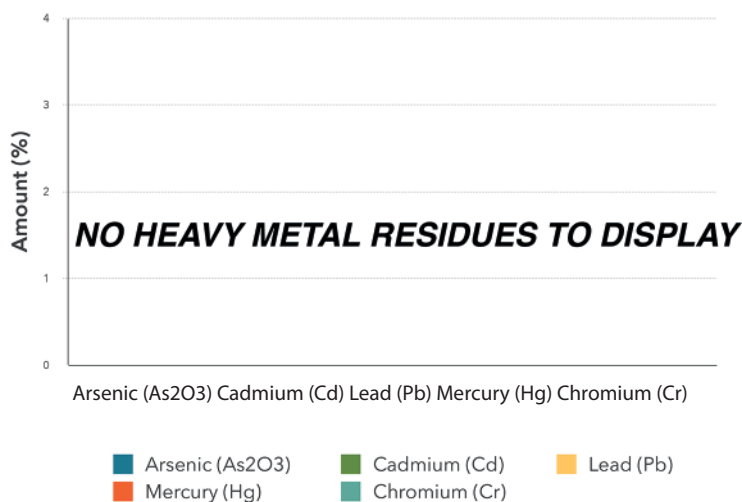 4
3
2
1
0
Amount (%)
NO HEAVY METAL RESIDUES TO DISPLAY
Arsenic (As2O3) Cadmium (Cd) Lead (Pb) Mercury (Hg) Chromium (Cr)
Arsenic (As2O3) Cadmium (Cd) Lead (Pb)
Mercury (Hg) Chromium (Cr)